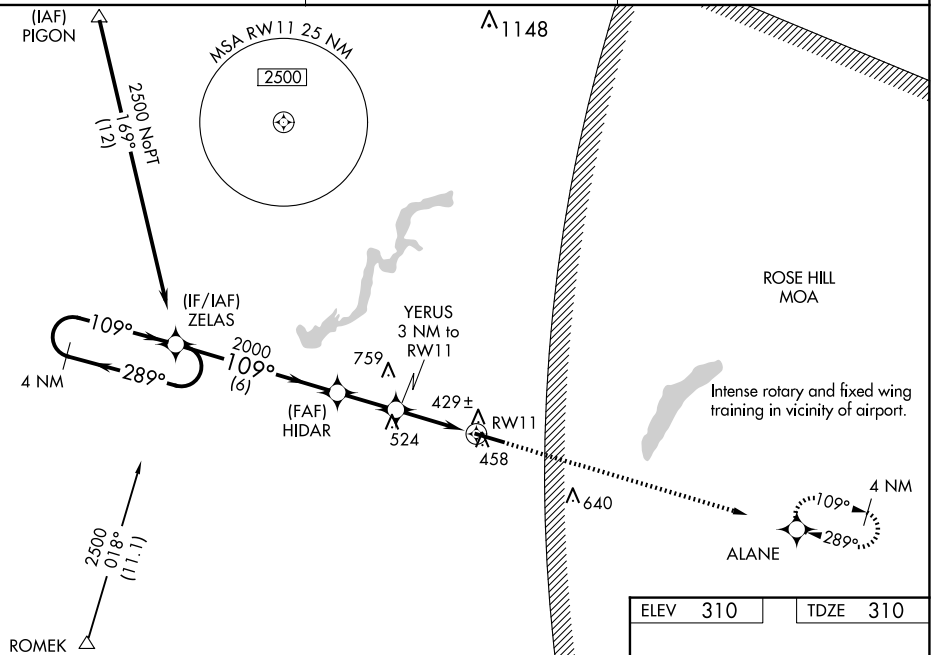 (IAF)
PIGON
1148
MSA RW11 25 NM
2500
2500 NoPT
169°
(12)
ROSE HILL
MOA
(IF/IAF)
ZELAS
YERUS
3 NM to
RW11
109°
2000
109°
(6)
759
289°
4 NM
Intense rotary and fixed wing
training in vicinity of airport.
(FAF)
HIDAR
429±
RW11
524
458
4 NM
640
109°
289°
ALANE
2500
018°
(11.1)
ROMEK
ELEV 310
TDZE 310